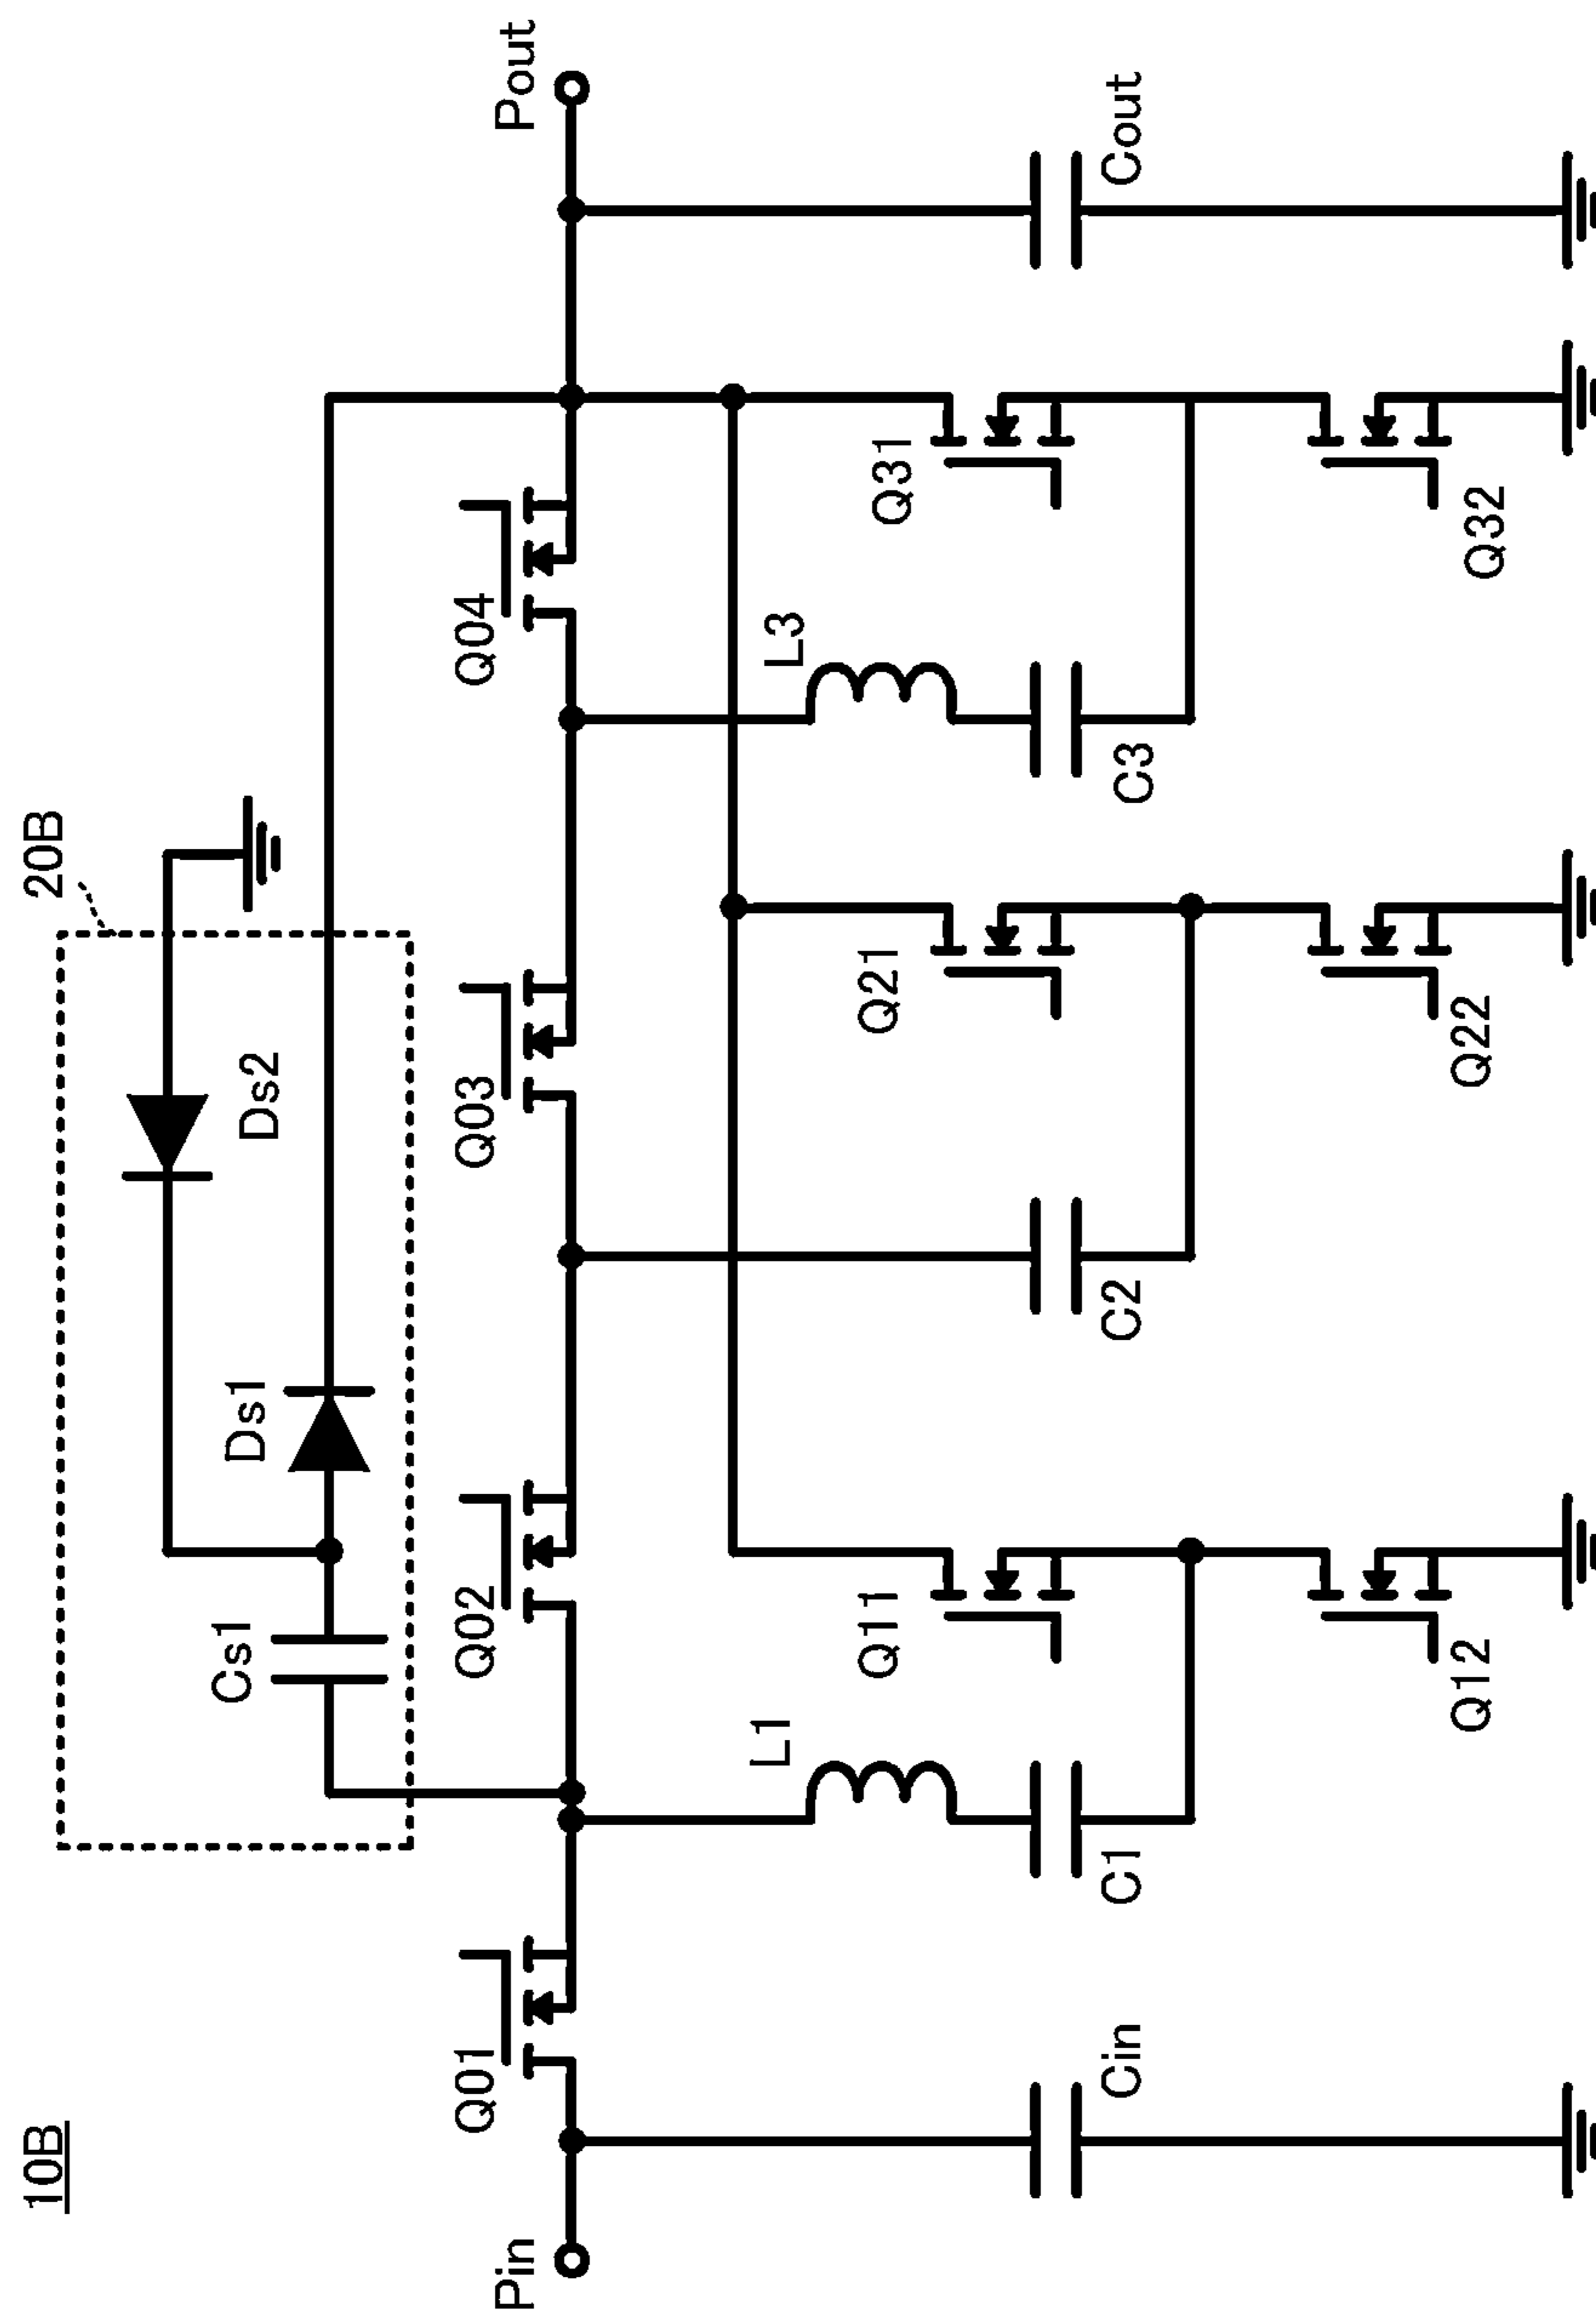 10B
20B
Ds2
Cs1
Ds1
Q01
Q02
Q03
Q04
Pin
Pout
L1
L3
Q11
Q21
Q31
Cin
C1
C2
C3
Cout
Q12
Q22
Q32